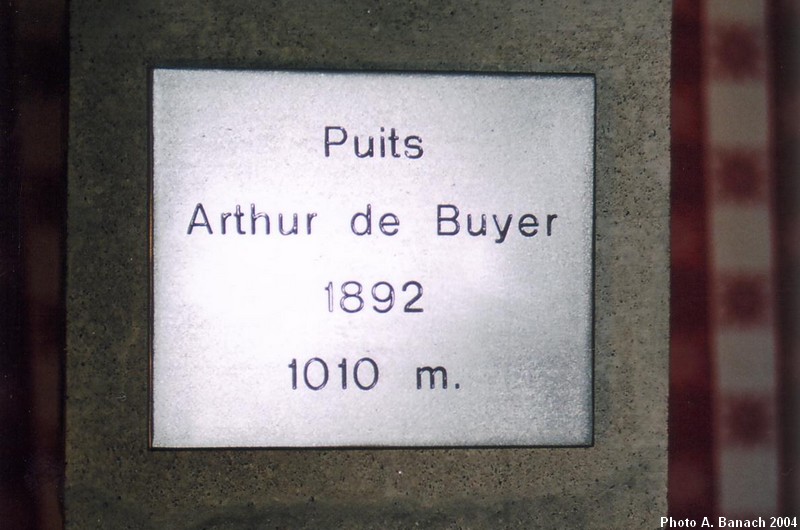 Puits
Arthur de Buyer
1892
1010 m.
Photo A. Banach 2004